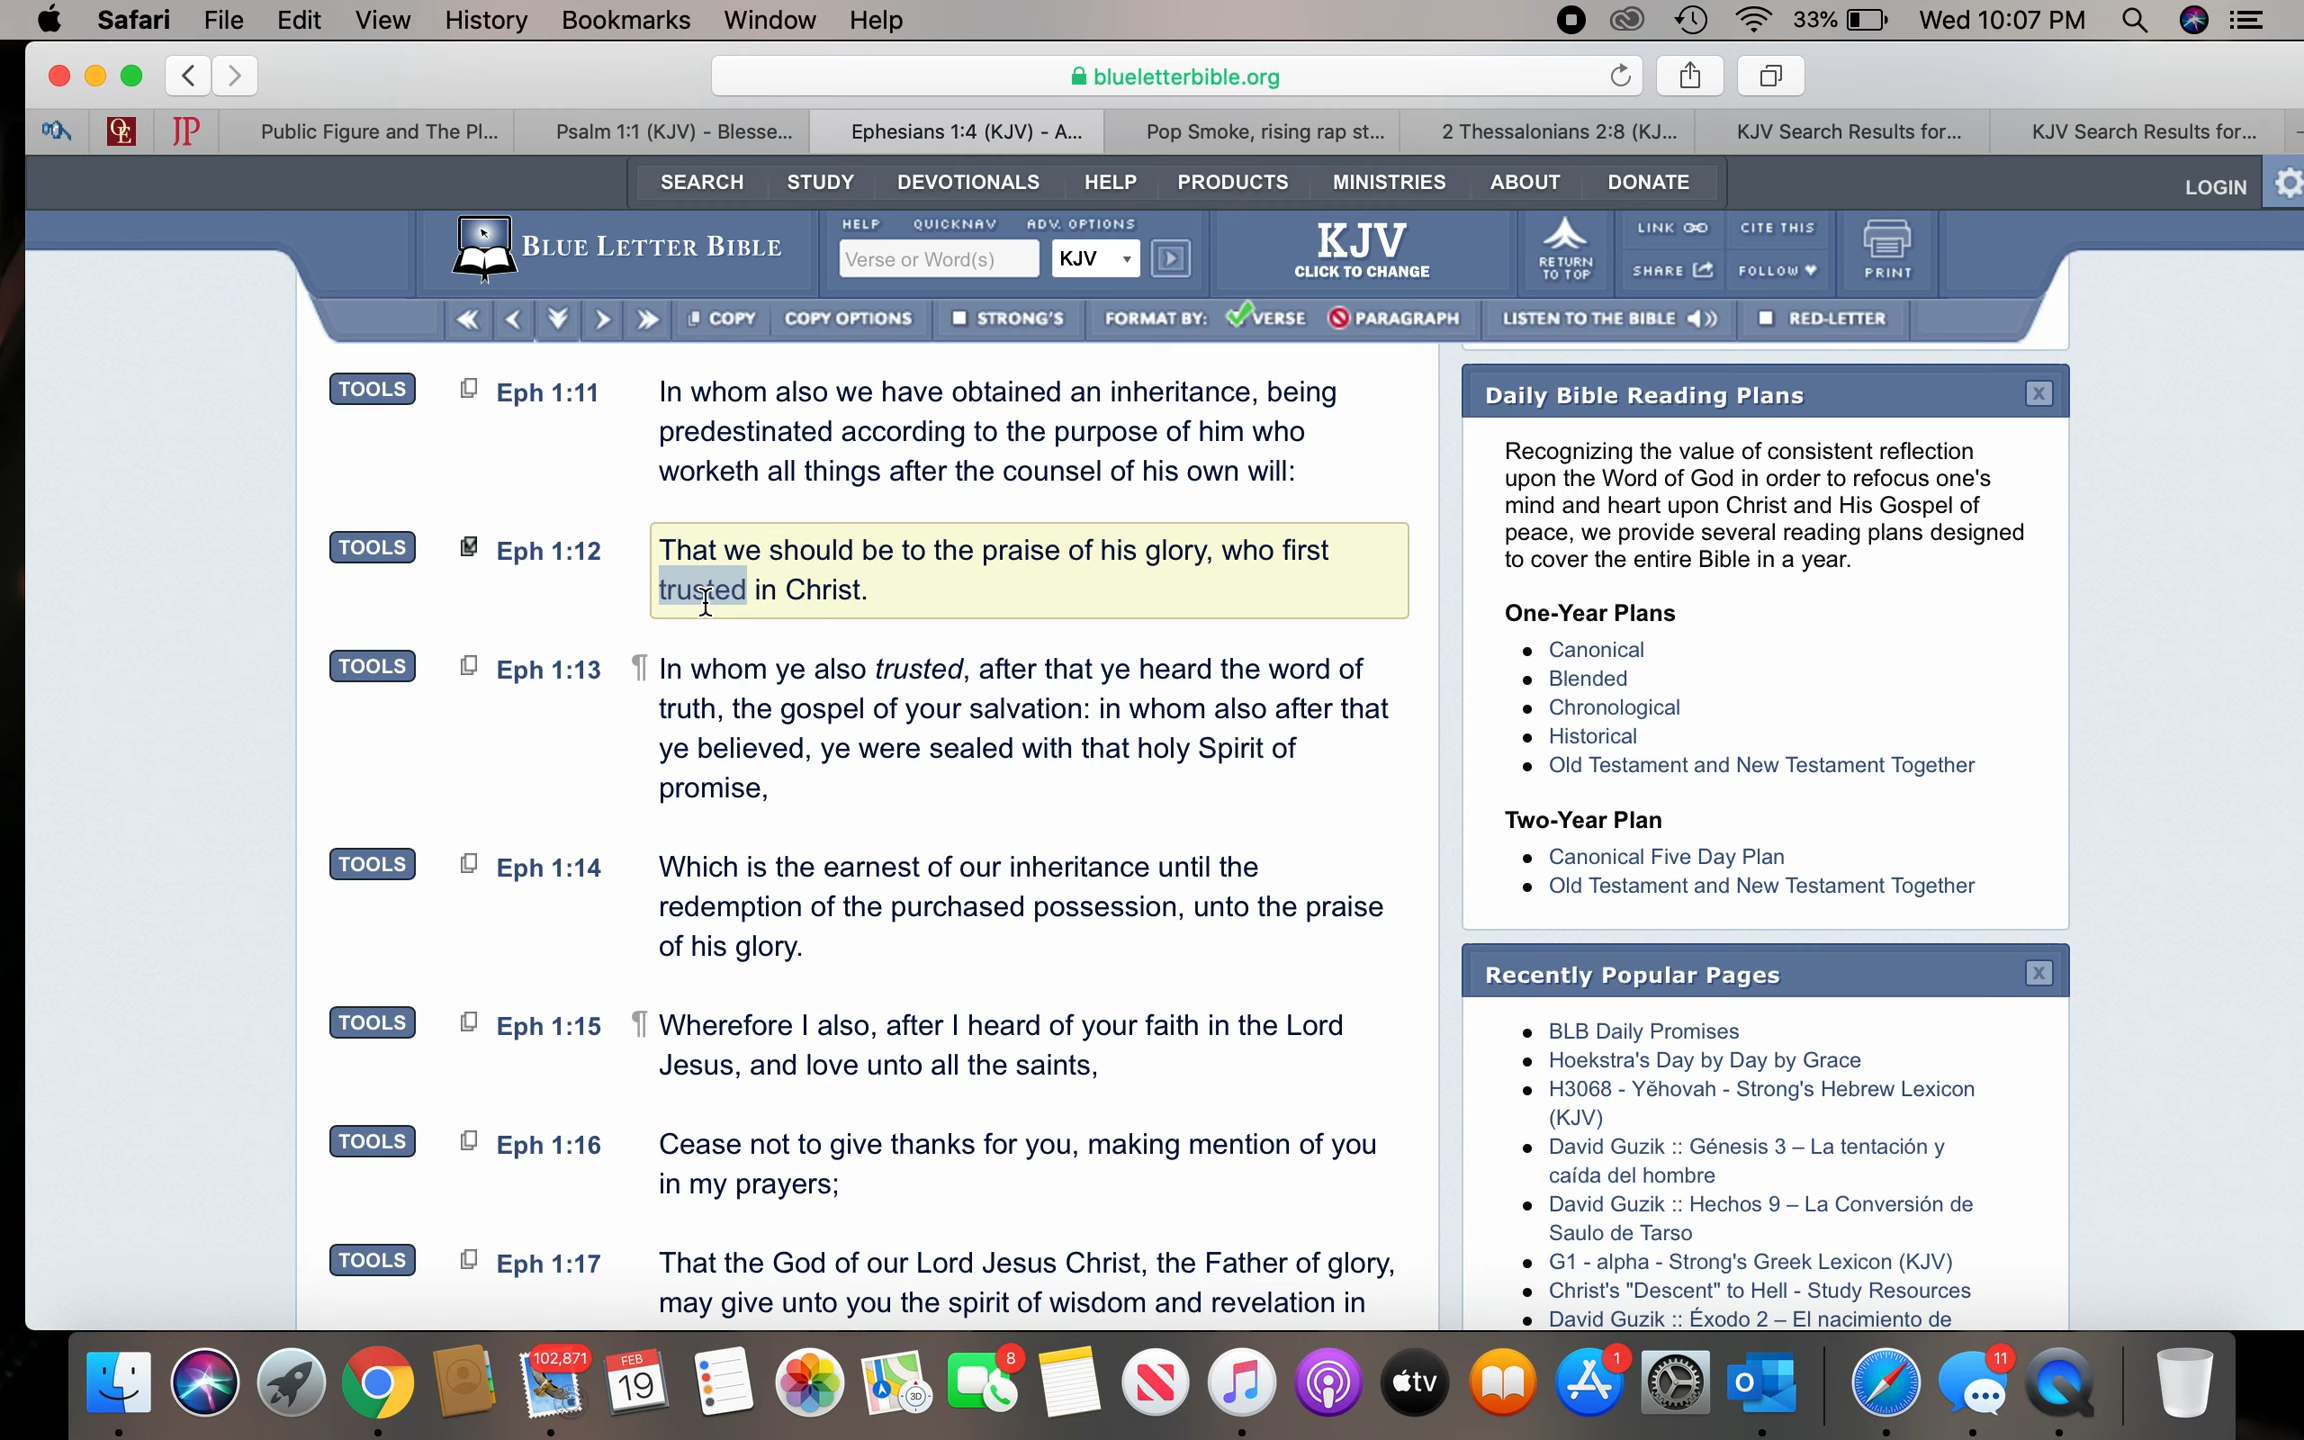 Safari File Edit View History Bookmarks Window Help 33% Wed 10:07 PM
blueletterbible.org
OE JP Public Figure and The Pl... Psalm 1:1 (KJV) - Blesse... Ephesians 1:4 (KJV) - A... Pop Smoke, rising rap st... 2 Thessalonians 2:8 (KJ... KJV Search Results for... KJV Search Results for...
SEARCH STUDY DEVOTIONALS HELP PRODUCTS MINISTRIES ABOUT DONATE LOGIN
BLUE LETTER BIBLE
HELP QUICKNAV ADV. OPTIONS
Verse or Word(s) KJV
KJV
CLICK TO CHANGE
RETURN
TO TOP
LINK CITE THIS
SHARE FOLLOW
PRINT
COPY COPY OPTIONS STRONG'S FORMAT BY: VERSE PARAGRAPH LISTEN TO THE BIBLE RED-LETTER
TOOLS Eph 1:11 In whom also we have obtained an inheritance, being
predestinated according to the purpose of him who
worketh all things after the counsel of his own will:
TOOLS Eph 1:12 That we should be to the praise of his glory, who first
trusted in Christ.
TOOLS Eph 1:13 ¶ In whom ye also trusted, after that ye heard the word of
truth, the gospel of your salvation: in whom also after that
ye believed, ye were sealed with that holy Spirit of
promise,
TOOLS Eph 1:14 Which is the earnest of our inheritance until the
redemption of the purchased possession, unto the praise
of his glory.
TOOLS Eph 1:15 ¶ Wherefore I also, after I heard of your faith in the Lord
Jesus, and love unto all the saints,
TOOLS Eph 1:16 Cease not to give thanks for you, making mention of you
in my prayers;
TOOLS Eph 1:17 That the God of our Lord Jesus Christ, the Father of glory,
may give unto you the spirit of wisdom and revelation in
Daily Bible Reading Plans X
Recognizing the value of consistent reflection
upon the Word of God in order to refocus one's
mind and heart upon Christ and His Gospel of
peace, we provide several reading plans designed
to cover the entire Bible in a year.
One-Year Plans
• Canonical
• Blended
• Chronological
• Historical
• Old Testament and New Testament Together
Two-Year Plan
• Canonical Five Day Plan
• Old Testament and New Testament Together
Recently Popular Pages X
• BLB Daily Promises
• Hoekstra's Day by Day by Grace
• H3068 - Yĕhovah - Strong's Hebrew Lexicon
(KJV)
• David Guzik :: Génesis 3 – La tentación y
caída del hombre
• David Guzik :: Hechos 9 – La Conversión de
Saulo de Tarso
• G1 - alpha - Strong's Greek Lexicon (KJV)
• Christ's "Descent" to Hell - Study Resources
• David Guzik :: Éxodo 2 – El nacimiento de
102,871 FEB 19 3D 8 tv 1 O 11